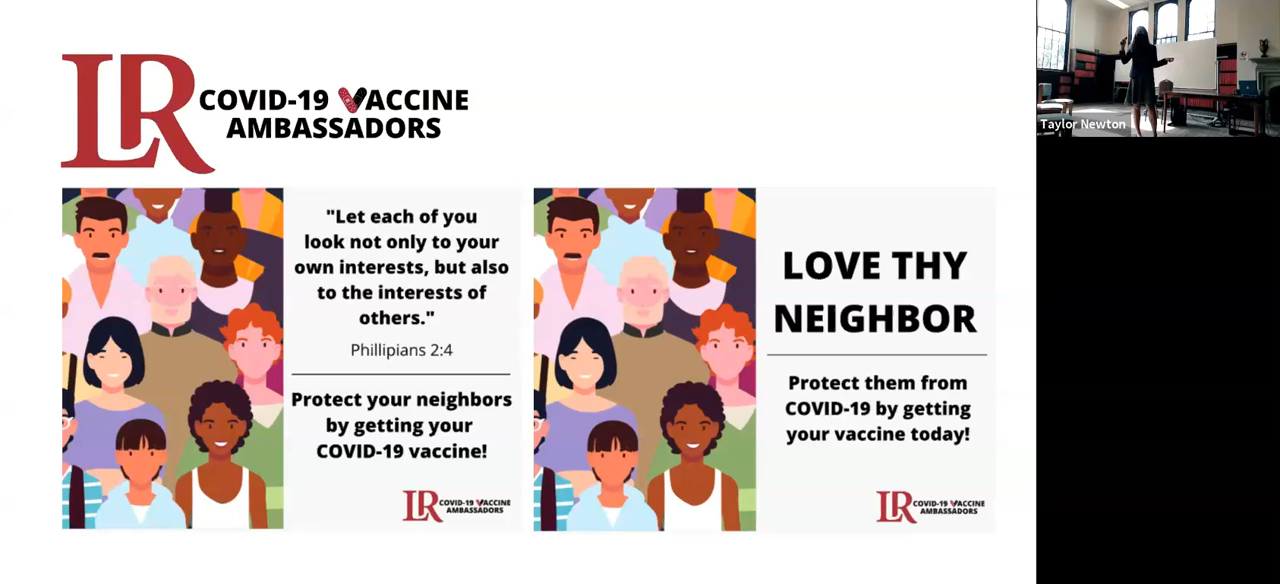 LR COVID-19 VACCINE
AMBASSADORS
"Let each of you
look not only to your
own interests, but also
to the interests of
others."
Phillipians 2:4
Protect your neighbors
by getting your
COVID-19 vaccine!
LR COVID-19 VACCINE
AMBASSADORS
LOVE THY
NEIGHBOR
Protect them from
COVID-19 by getting
your vaccine today!
LR COVID-19 VACCINE
AMBASSADORS
Taylor Newton